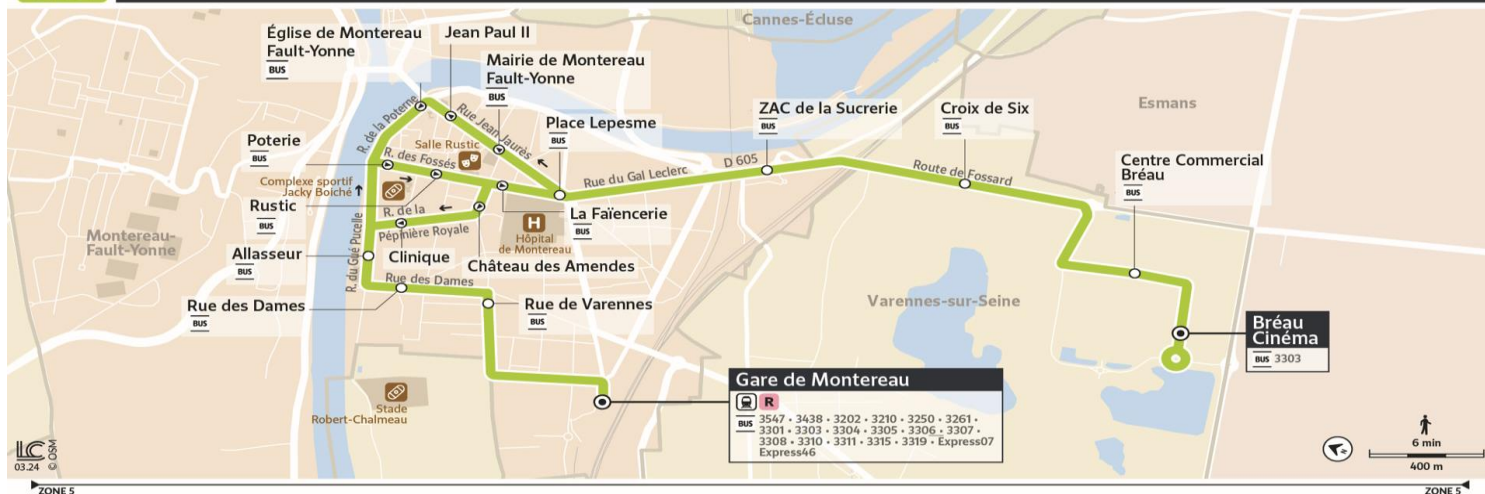 Cannes-Écluse
Église de Montereau
Fault-Yonne
BUS
Jean Paul II
Mairie de Montereau
Fault-Yonne
BUS
Place Lepesme
BUS
ZAC de la Sucrerie
BUS
Croix de Six
BUS
Esmans
Centre Commercial
Bréau
BUS
R. de la Poterne
Rue Jean Jaurès
Salle Rustic
Poterie
BUS
R. des Fossés
Complexe sportif
Jacky Boiché
Rustic
BUS
Rue du Gal Leclerc
D 605
Route de Fossard
R. de la
Pépinière Royale
H
Hôpital
de Montereau
La Faïencerie
BUS
Montereau-
Fault-Yonne
R. du Gué Pucelle
Allasseur
BUS
Clinique
Château des Amendes
Rue des Dames
Rue des Dames
BUS
Rue de Varennes
BUS
Varennes-sur-Seine
Bréau
Cinéma
BUS 3303
Gare de Montereau
R
BUS 3547 • 3438 • 3202 • 3210 • 3250 • 3261 •
3301 • 3303 • 3304 • 3305 • 3306 • 3307 •
3308 • 3310 • 3311 • 3315 • 3319 • Express07
Express46
Stade
Robert-Chalmeau
LC
03.24
© OSM
N
6 min
400 m
ZONE 5
ZONE 5